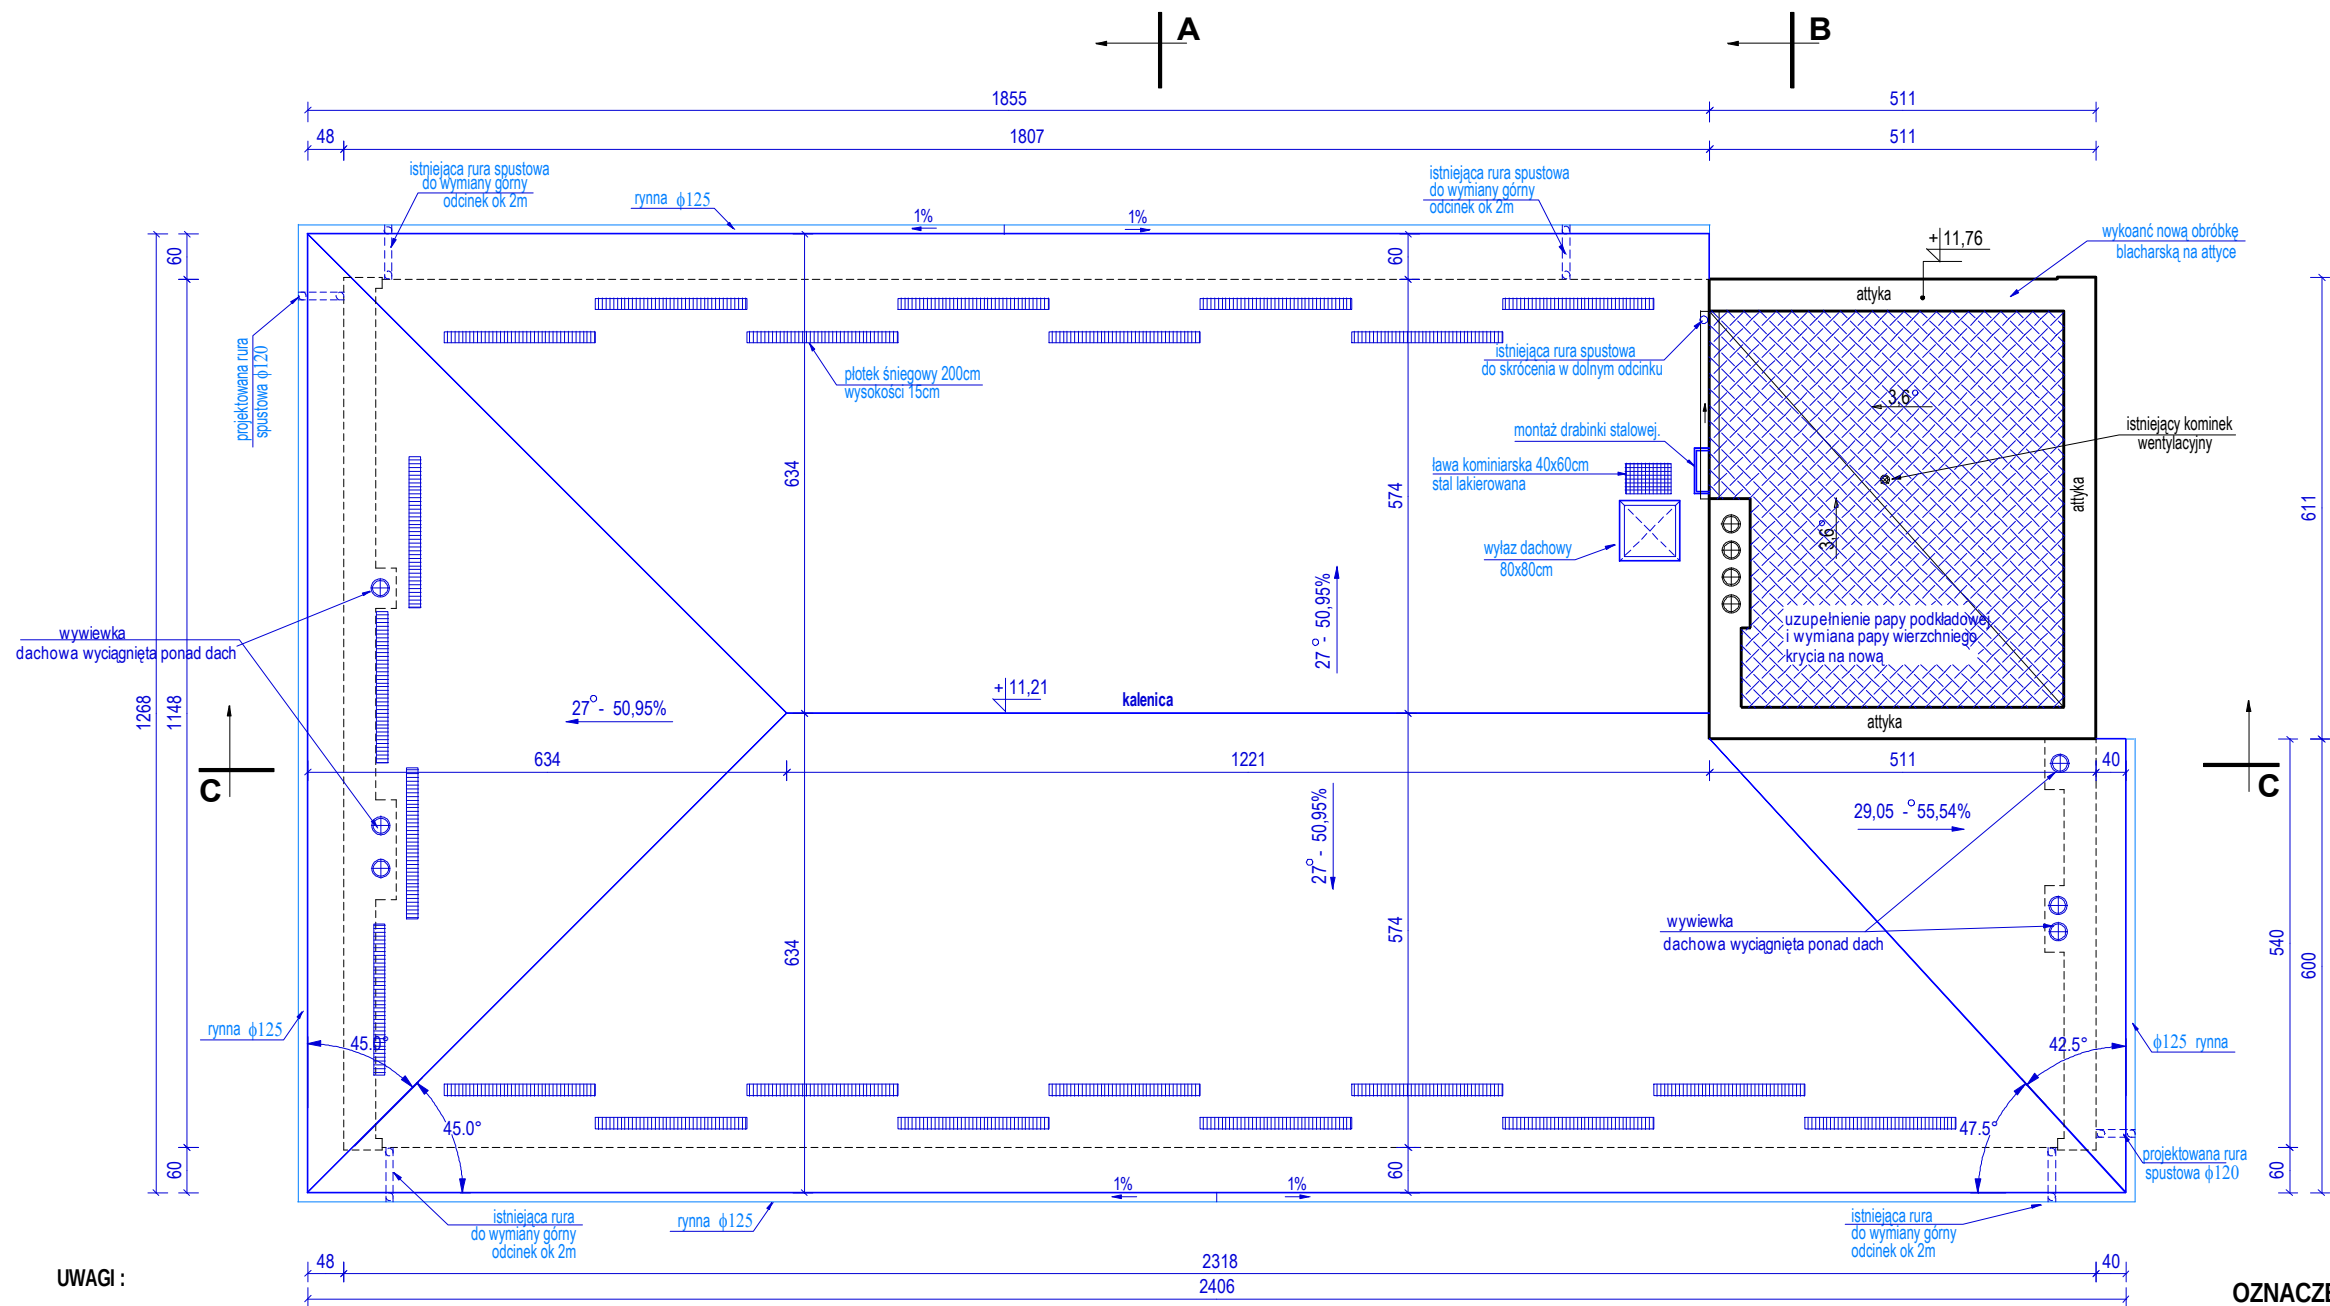 A
B
1855
511
48
1807
511
istniejąca rura spustowa
do wymiany górny
odcinek ok 2m
rynna ϕ125
1%
1%
istniejąca rura spustowa
do wymiany górny
odcinek ok 2m
+ 11,76
wykoanć nową obróbkę
blacharską na attyce
60
60
attyka
projektowana rura
spustowa ϕ120
płotek śniegowy 200cm
wysokości 15cm
istniejąca rura spustowa
do skrócenia w dolnym odcinku
3,6°
montaż drabinki stalowej.
istniejący kominek
wentylacyjny
ława kominiarska 40x60cm
stal lakierowana
634
574
attyka
611
3,6°
wyłaz dachowy
80x80cm
27° - 50,95%
uzupełnienie papy podkładowej
i wymiana papy wierzchniego
krycia na nową
wywiewka
dachowa wyciągnięta ponad dach
1268
1148
27° - 50,95%
+ 11,21
kalenica
attyka
634
1221
511
40
C
C
27° - 50,95%
29,05 -° 55,54%
634
574
wywiewka
dachowa wyciągnięta ponad dach
540
600
rynna ϕ125
45.0°
42.5°
ϕ125 rynna
45.0°
47.5°
60
60
60
projektowana rura
spustowa ϕ120
1%
1%
istniejąca rura
do wymiany górny
odcinek ok 2m
rynna ϕ125
istniejąca rura
do wymiany górny
odcinek ok 2m
48
2318
40
2406
UWAGI :
OZNACZE